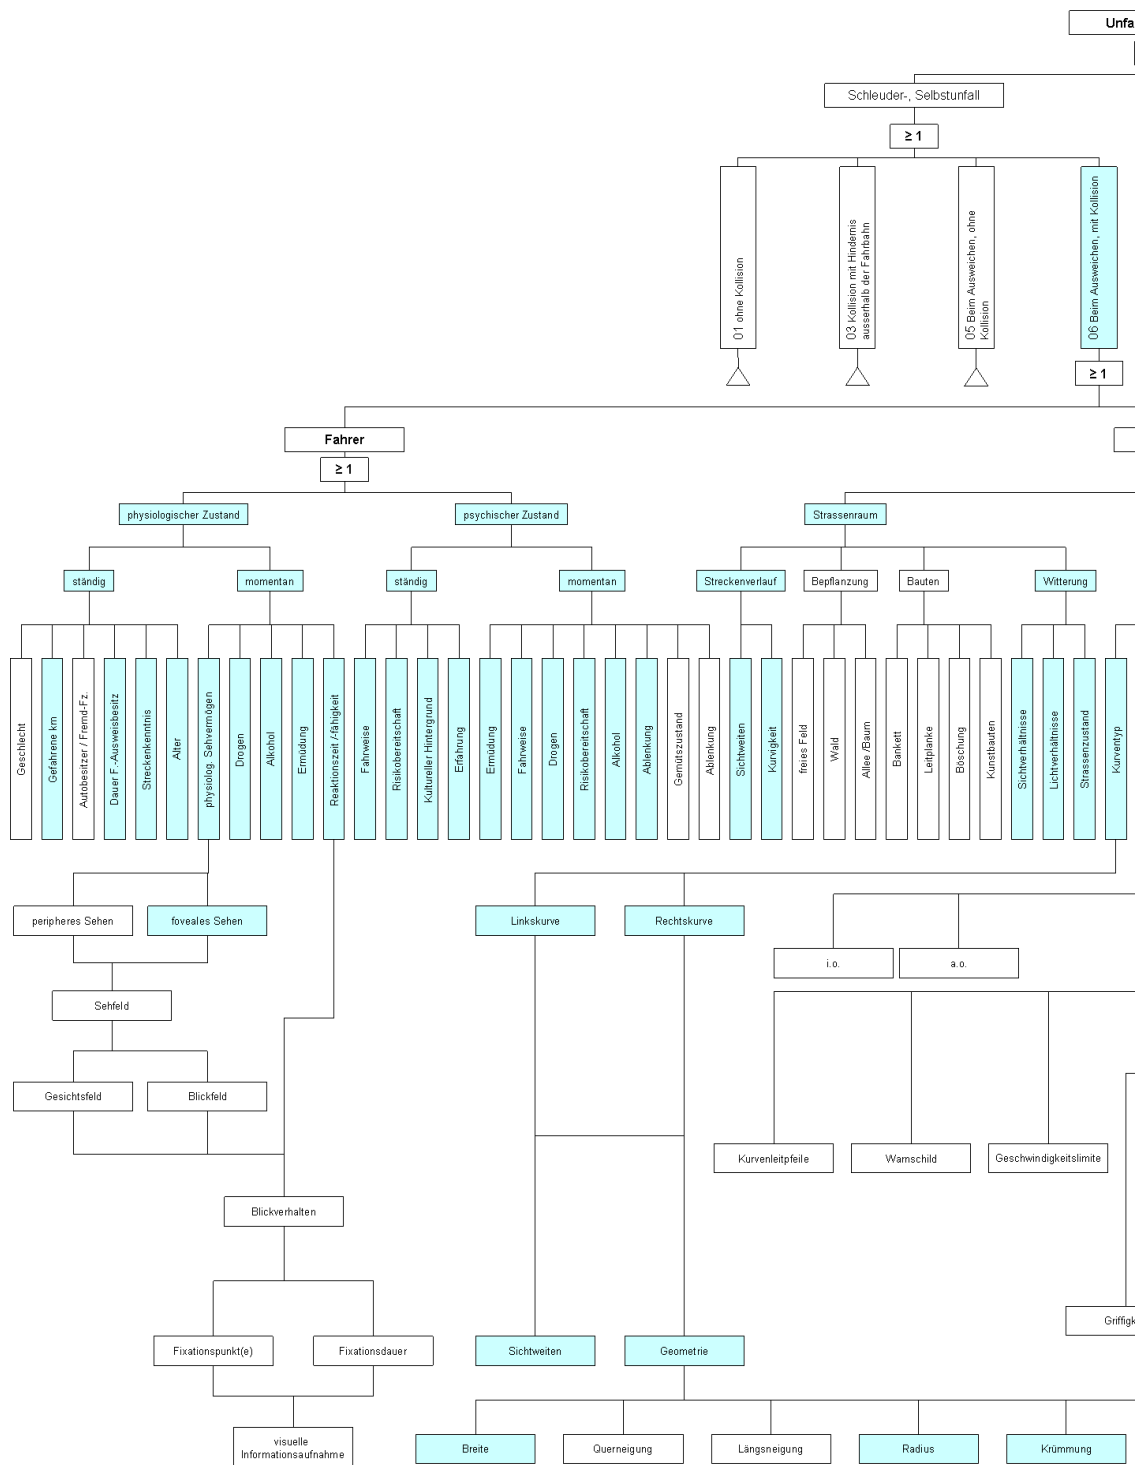 Unfa
Schleuder-, Selbstunfall
≥ 1
01 ohne Kollision
03 Kollision mit Hindernis
ausserhalb der Fahrbahn
05 Beim Ausweichen, ohne
Kollision
06 Beim Ausweichen, mit Kollision
≥ 1
Fahrer
≥ 1
physiologischer Zustand
psychischer Zustand
Strassenraum
ständig
momentan
ständig
momentan
Streckenverlauf
Bepflanzung
Bauten
Witterung
Geschlecht
Gefahrene km
Autobesitzer / Fremd-Fz.
Dauer F.-Ausweisbesitz
Streckenkenntnis
Alter
physiolog. Sehvermögen
Drogen
Alkohol
Ermüdung
Reaktionszeit /-fähigkeit
Fahrweise
Risikobereitschaft
Kultureller Hintergrund
Erfahrung
Ermüdung
Fahrweise
Drogen
Risikobereitschaft
Alkohol
Ablenkung
Gemütszustand
Ablenkung
Sichtweiten
Kurvigkeit
freies Feld
Wald
Allee /Baum
Bankett
Leitplanke
Böschung
Kunstbauten
Sichtverhältnisse
Lichtverhältnisse
Strassenzustand
Kurventyp
peripheres Sehen
foveales Sehen
Linkskurve
Rechtskurve
i.o.
a.o.
Sehfeld
Gesichtsfeld
Blickfeld
Kurvenleitpfeile
Warnschild
Geschwindigkeitslimite
Blickverhalten
Griffigk
Fixationspunkt(e)
Fixationsdauer
Sichtweiten
Geometrie
visuelle
Informationsaufnahme
Breite
Querneigung
Längsneigung
Radius
Krümmung